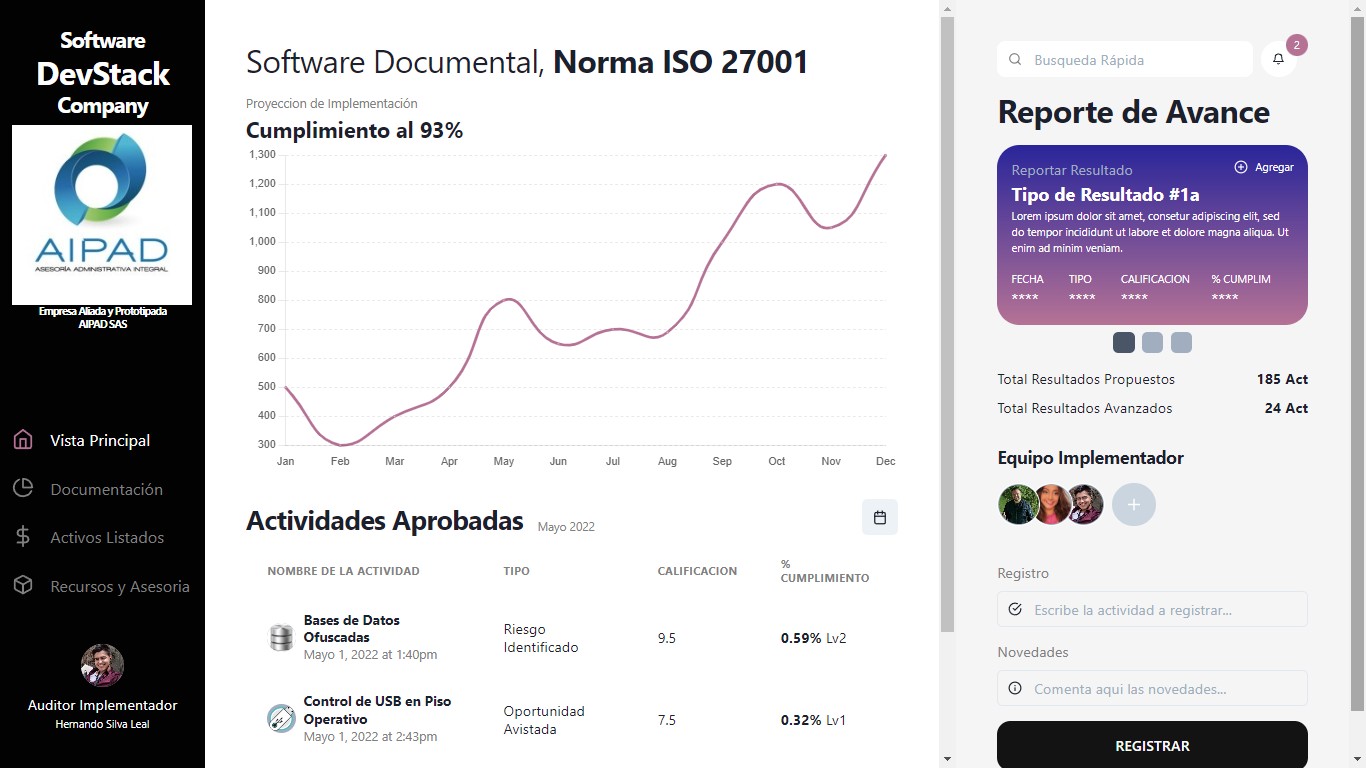 Software
DevStack
Company
AIPAD
ASESORÍA ADMINISTRATIVA INTEGRAL
Empresa Aliada y Prototipada
AIPAD SAS
Vista Principal
Documentación
Activos Listados
Recursos y Asesoria
Auditor Implementador
Hernando Silva Leal
Software Documental, Norma ISO 27001
Proyeccion de Implementación
Cumplimiento al 93%
1,300
1,200
1,100
1,000
900
800
700
600
500
400
300
Jan Feb Mar Apr May Jun Jul Aug Sep Oct Nov Dec
Actividades Aprobadas Mayo 2022
NOMBRE DE LA ACTIVIDAD TIPO CALIFICACION % CUMPLIMIENTO
Bases de Datos
Ofuscadas
Mayo 1, 2022 at 1:40pm
Riesgo
Identificado
9.5
0.59% Lv2
Control de USB en Piso
Operativo
Mayo 1, 2022 at 2:43pm
Oportunidad
Avistada
7.5
0.32% Lv1
Busqueda Rápida
2
Reporte de Avance
Reportar Resultado
Agregar
Tipo de Resultado #1a
Lorem ipsum dolor sit amet, consetur adipiscing elit, sed
do tempor incididunt ut labore et dolore magna aliqua. Ut
enim ad minim veniam.
FECHA TIPO CALIFICACION % CUMPLIM
**** **** **** ****
Total Resultados Propuestos 185 Act
Total Resultados Avanzados 24 Act
Equipo Implementador
+
Registro
Escribe la actividad a registrar...
Novedades
Comenta aqui las novedades...
REGISTRAR